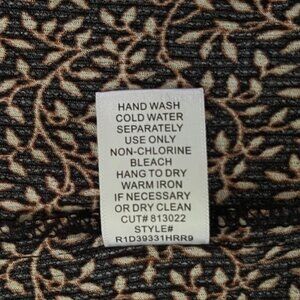 HAND WASH
COLD WATER
SEPARATELY
USE ONLY
NON-CHLORINE
BLEACH
HANG TO DRY
WARM IRON
IF NECESSARY
OR DRY CLEAN
CUT# 813022
STYLE#
R1D39331HRR9